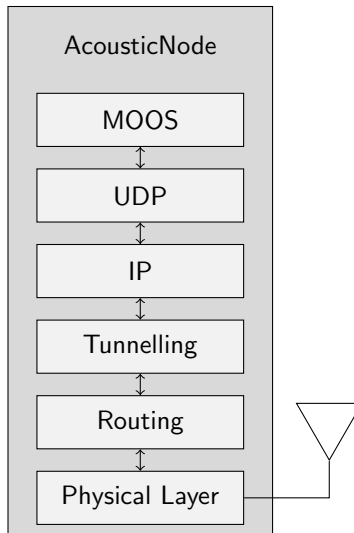 AcousticNode
MOOS
UDP
IP
Tunnelling
Routing
Physical Layer